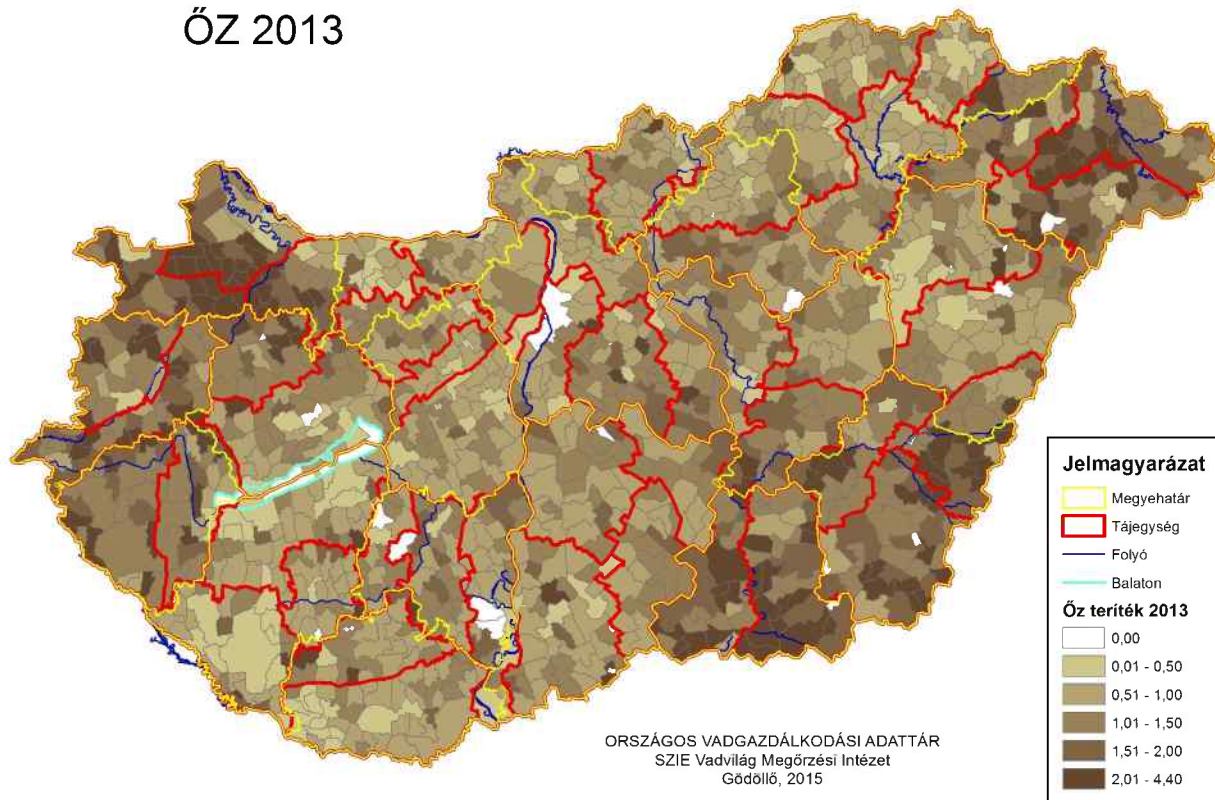 ŐZ 2013
Jelmagyarázat
Megyehatár
Tájegység
Folyó
Balaton
Őz teríték 2013
0,00
0,01 - 0,50
0,51 - 1,00
1,01 - 1,50
1,51 - 2,00
2,01 - 4,40
ORSZÁGOS VADGAZDÁLKODÁSI ADATTÁR
SZIE Vadvilág Megőrzési Intézet
Gödöllő, 2015